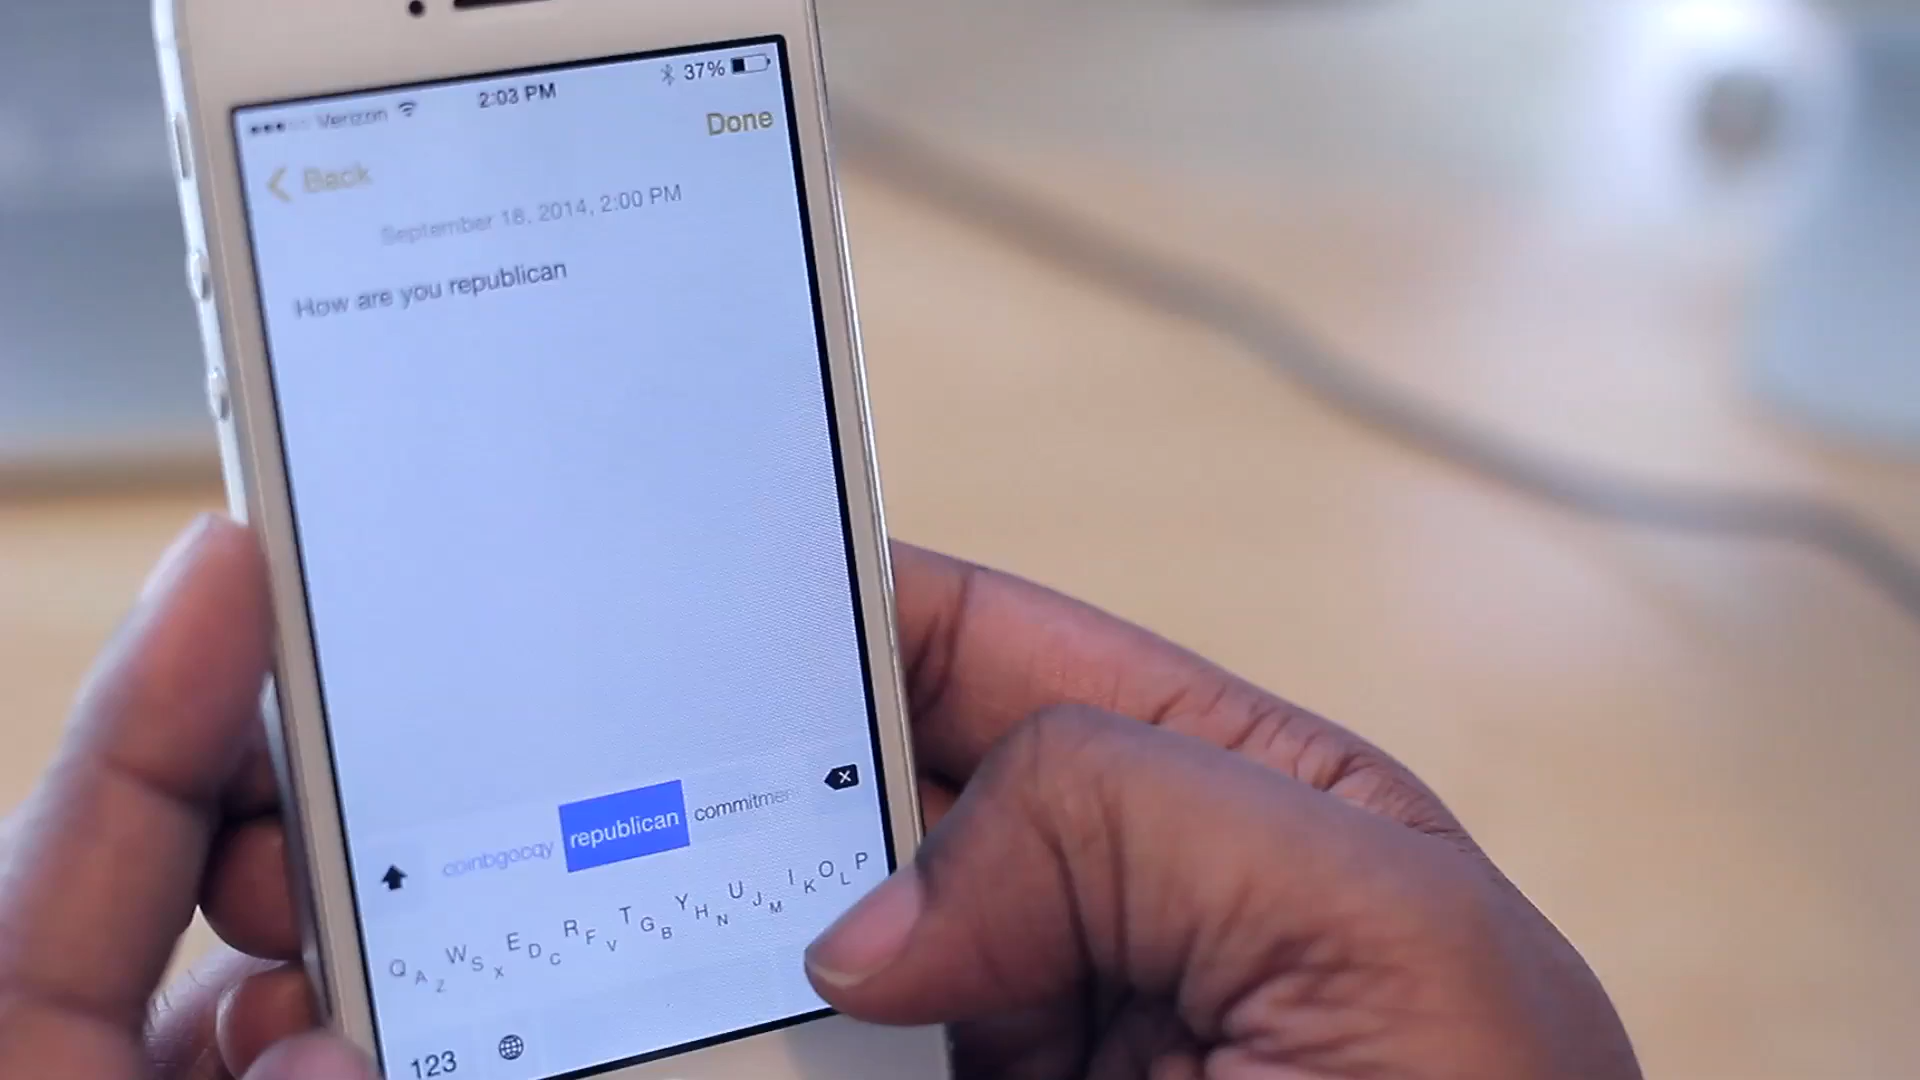 Verizon 2:03 PM 37%
Done
Back
September 18, 2014, 2:00 PM
How are you republican
republican
Q A Z W S X E D C R F V T G B Y H N U J M I K O L P
123